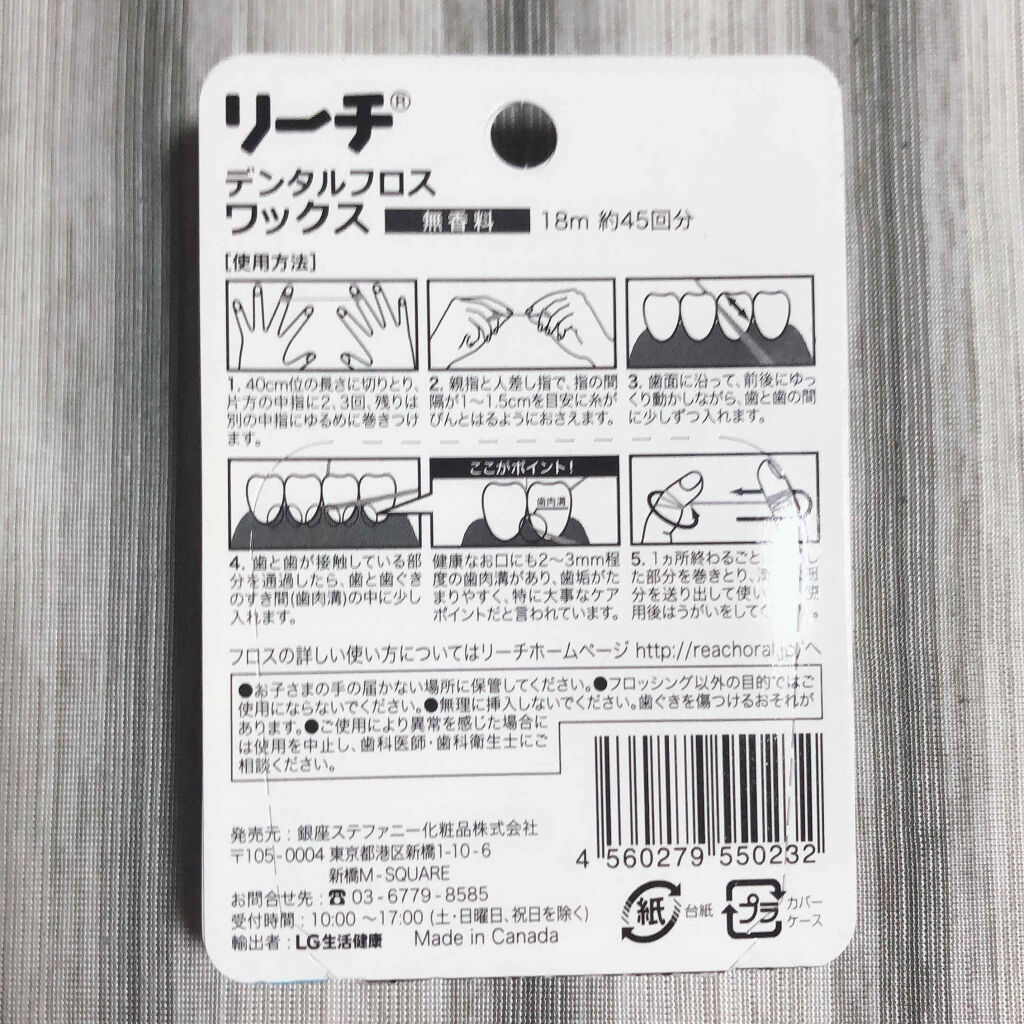 リーチ®
デンタルフロス
ワックス 無香料 18m 約45回分
[使用方法]
1. 40cm位の長さに切りとり、
片方の中指に2、3回、残りは
別の中指にゆるめに巻きつけ
ます。
2. 親指と人差し指で、指の間
隔が1〜1.5cmを目安に糸が
ぴんとはるようにおさえます。
3. 歯面に沿って、前後にゆっ
くり動かしながら、歯と歯の間
に少しずつ入れます。
4. 歯と歯が接触している部
分を通過したら、歯と歯ぐき
のすき間(歯肉溝)の中に少し
入れます。
ここがポイント!
歯肉溝
健康なお口にも2〜3mm程
度の歯肉溝があり、歯垢がた
まりやすく、特に大事なケア
ポイントだと言われています。
5. 1ヵ所終わるごと
た部分を巻きとり、
分を送り出して使い
用後はうがいをしてく
フロスの詳しい使い方についてはリーチホームページ http://reachoral.jp/へ
●お子さまの手の届かない場所に保管してください。●フロッシング以外の目的ではご
使用にならないでください。●無理に挿入しないでください。歯ぐきを傷つけるおそれが
あります。●ご使用により異常を感じた場合に
は使用を中止し、歯科医師・歯科衛生士にご
相談ください。
発売元:銀座ステファニー化粧品株式会社
〒105-0004 東京都港区新橋1-10-6
新橋M-SQUARE
お問合せ先:☎ 03-6779-8585
受付時間:10:00 〜17:00 (土・日曜日、祝日を除く)
輸出者:LG生活健康 Made in Canada
4 560279 550232
紙 台紙
プラ カバー
ケース